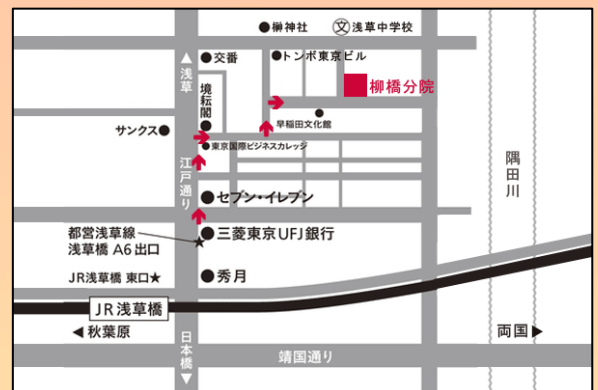 榊神社
文 浅草中学校
▲浅草
交番
トンボ東京ビル
柳橋分院
境転閣
早稲田文化館
サンクス
東京国際ビジネスカレッジ
江戸通り
隅田川
セブン・イレブン
都営浅草線
浅草橋 A6出口
三菱東京UFJ銀行
JR浅草橋 東口★
秀月
JR浅草橋
◀秋葉原
両国▶
日本橋▼
靖国通り